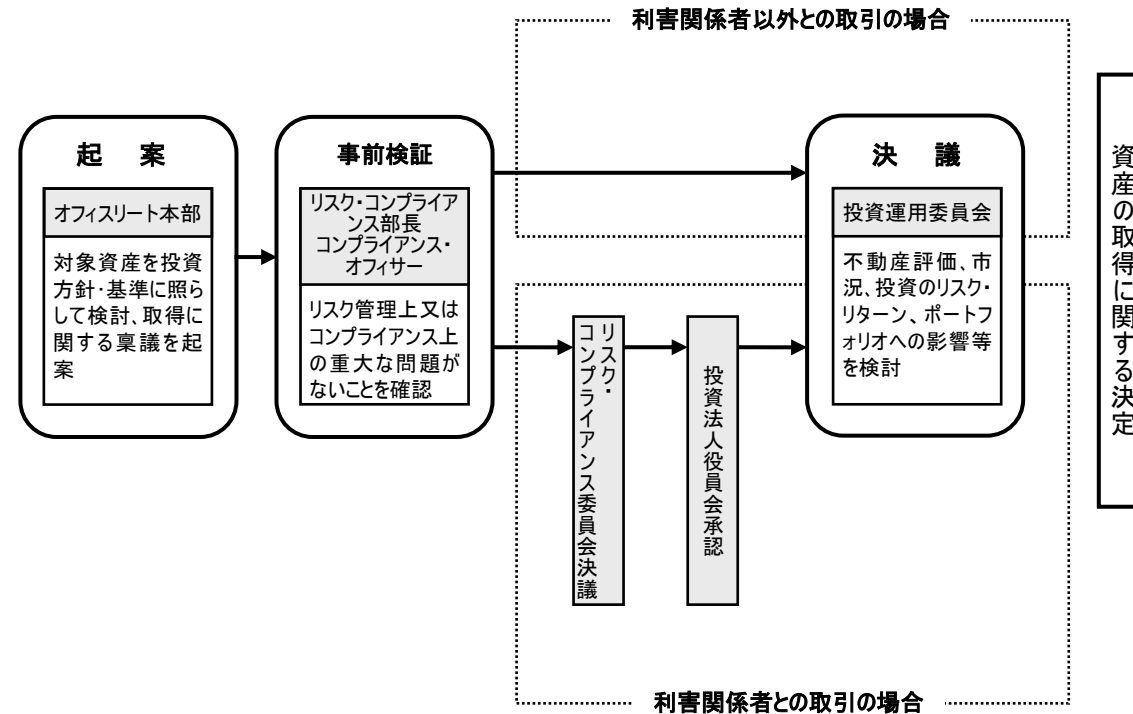 利害関係者以外との取引の場合
起　案
オフィスリート本部
対象資産を投資
方針・基準に照ら
して検討、取得に
関する稟議を起
案
事前検証
リスク・コンプライア
ンス部長
コンプライアンス・
オフィサー
リスク管理上又は
コンプライアンス上
の重大な問題が
ないことを確認
リスク・
コンプライアンス委員会決議
投資法人役員会承認
決　議
投資運用委員会
不動産評価、市
況、投資のリスク・
リターン、ポートフ
ォリオへの影響等
を検討
資産の取得に関する決定
利害関係者との取引の場合